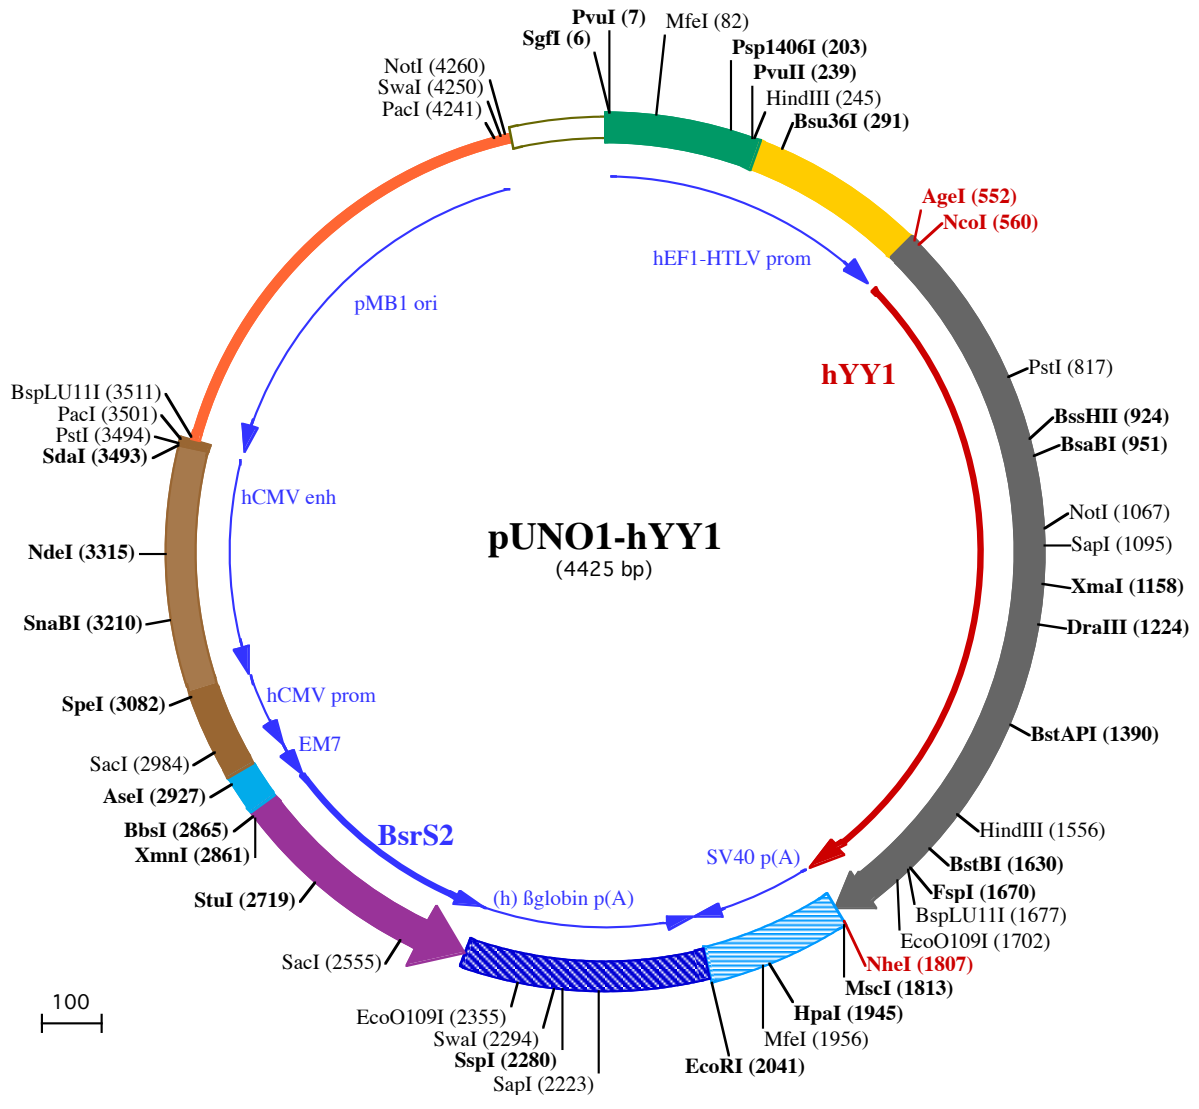 PvuI (7)
SgfI (6)
MfeI (82)
Psp1406I (203)
PvuII (239)
HindIII (245)
Bsu36I (291)
NotI (4260)
SwaI (4250)
PacI (4241)
AgeI (552)
NcoI (560)
hEF1-HTLV prom
pMB1 ori
hYY1
PstI (817)
BssHII (924)
BsaBI (951)
NotI (1067)
SapI (1095)
XmaI (1158)
DraIII (1224)
BstAPI (1390)
HindIII (1556)
BstBI (1630)
FspI (1670)
BspLU11I (1677)
EcoO109I (1702)
NheI (1807)
MscI (1813)
HpaI (1945)
MfeI (1956)
EcoRI (2041)
BspLU11I (3511)
PacI (3501)
PstI (3494)
SdaI (3493)
hCMV enh
pUNO1-hYY1
(4425 bp)
NdeI (3315)
SnaBI (3210)
SpeI (3082)
hCMV prom
EM7
SacI (2984)
AseI (2927)
BbsI (2865)
XmnI (2861)
BsrS2
SV40 p(A)
(h) ßglobin p(A)
StuI (2719)
SacI (2555)
EcoO109I (2355)
SwaI (2294)
SspI (2280)
SapI (2223)
100